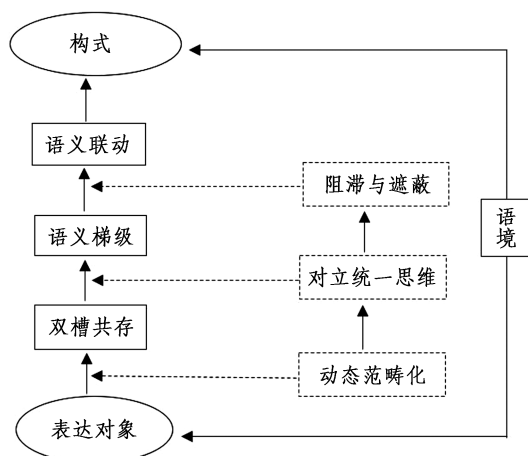 构式
语义联动
阻滞与遮蔽
语境
语义梯级
对立统一思维
双槽共存
动态范畴化
表达对象